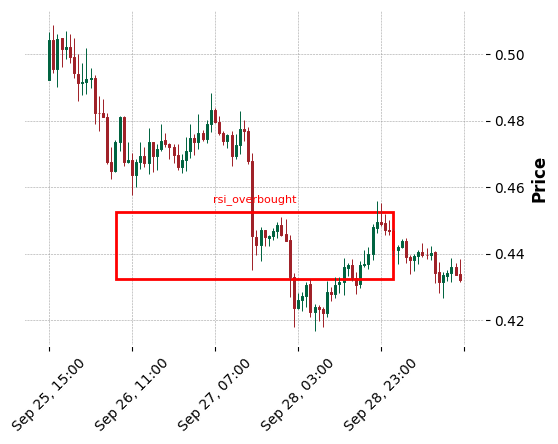 0.50
0.48
0.46
0.44
0.42
Price
rsi_overbought
Sep 25, 15:00
Sep 26, 11:00
Sep 27, 07:00
Sep 28, 03:00
Sep 28, 23:00